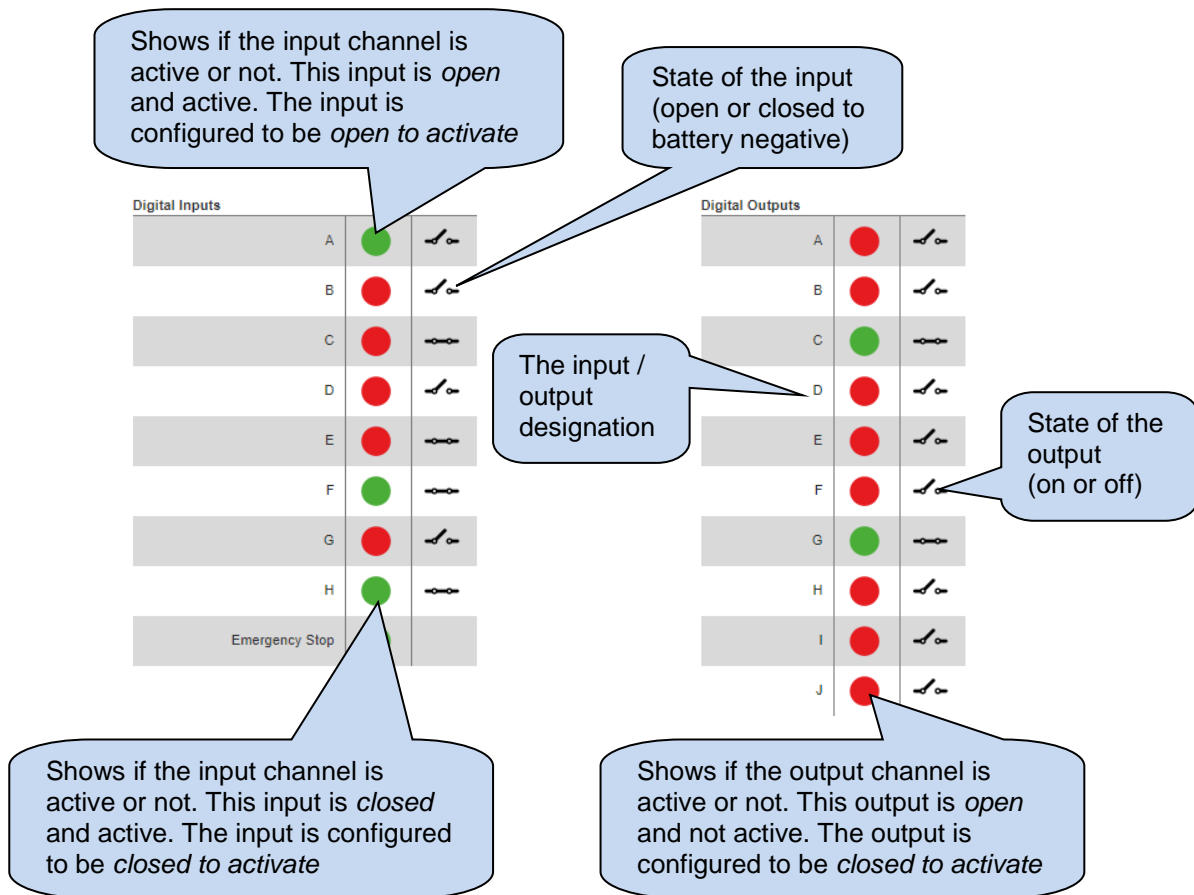 Shows if the input channel is
active or not. This input is open
and active. The input is
configured to be open to activate
State of the input
(open or closed to
battery negative)
Digital Inputs
A
B
C
D
E
F
G
H
Emergency Stop
Digital Outputs
A
B
C
D
E
F
G
H
I
J
The input /
output
designation
State of the
output
(on or off)
Shows if the input channel is
active or not. This input is closed
and active. The input is configured
to be closed to activate
Shows if the output channel is
active or not. This output is open
and not active. The output is
configured to be closed to activate